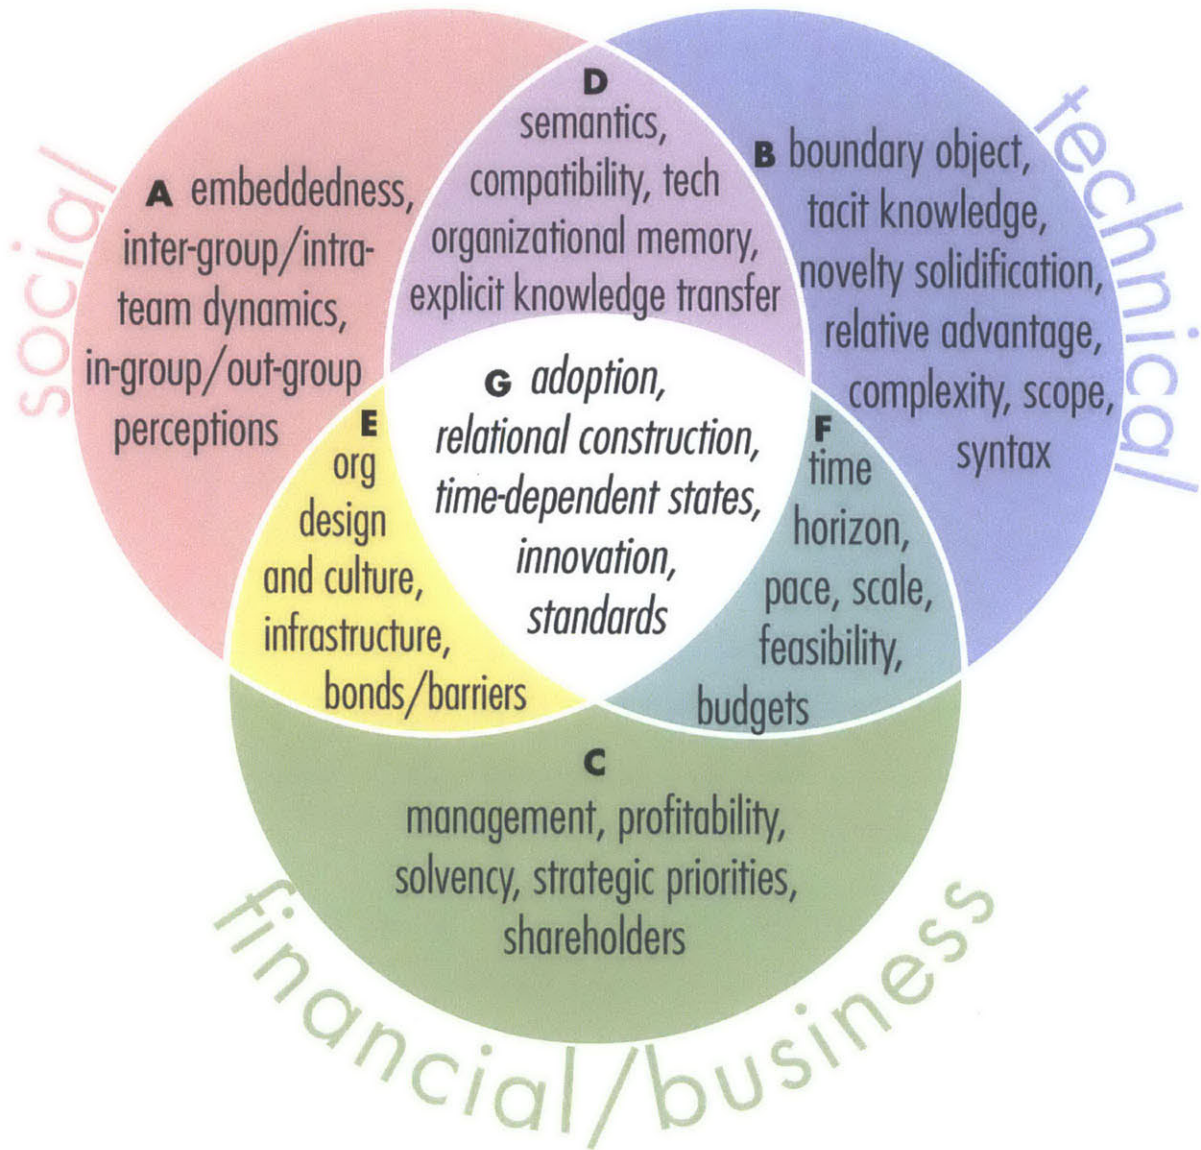 social
technical
financial/business
A embeddedness,
inter-group/intra-
team dynamics,
in-group/out-group
perceptions
D
semantics,
compatibility, tech
organizational memory,
explicit knowledge transfer
B boundary object,
tacit knowledge,
novelty solidification,
relative advantage,
complexity, scope,
syntax
E
org
design
and culture,
infrastructure,
bonds/barriers
G adoption,
relational construction,
time-dependent states,
innovation,
standards
F
time
horizon,
pace, scale,
feasibility,
budgets
C
management, profitability,
solvency, strategic priorities,
shareholders